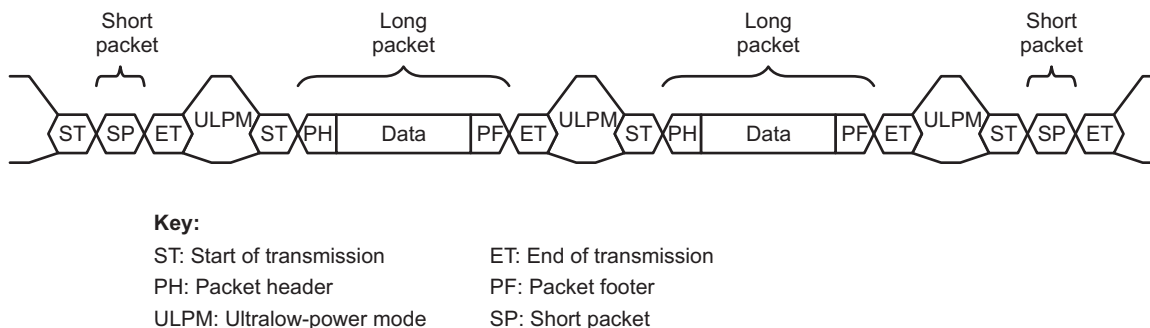 Short packet
Long packet
Long packet
Short packet
ST SP ET ULPM ST PH Data PF ET ULPM ST PH Data PF ET ULPM ST SP ET
Key:
ST: Start of transmission ET: End of transmission
PH: Packet header PF: Packet footer
ULPM: Ultralow-power mode SP: Short packet